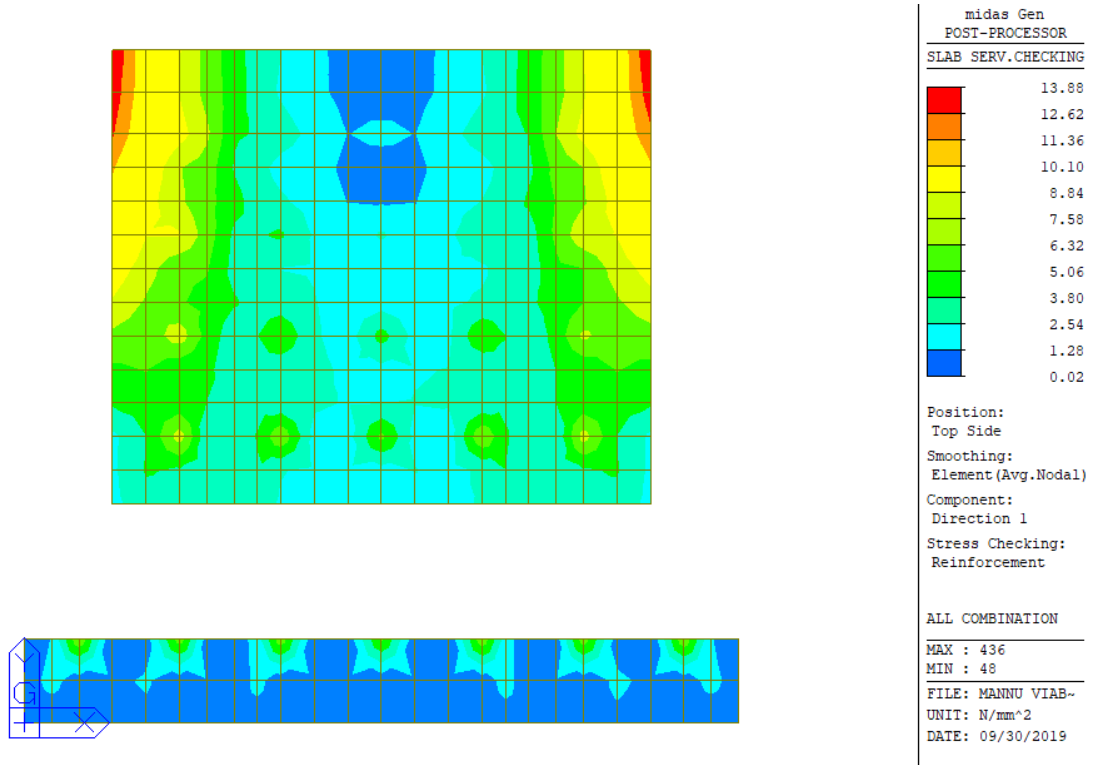 midas Gen
POST-PROCESSOR
SLAB SERV.CHECKING
13.88
12.62
11.36
10.10
8.84
7.58
6.32
5.06
3.80
2.54
1.28
0.02
Position:
Top Side
Smoothing:
Element(Avg.Nodal)
Component:
Direction 1
Stress Checking:
Reinforcement
ALL COMBINATION
MAX : 436
MIN : 48
FILE: MANNU VIAB~
UNIT: N/mm^2
DATE: 09/30/2019
Y
G
X